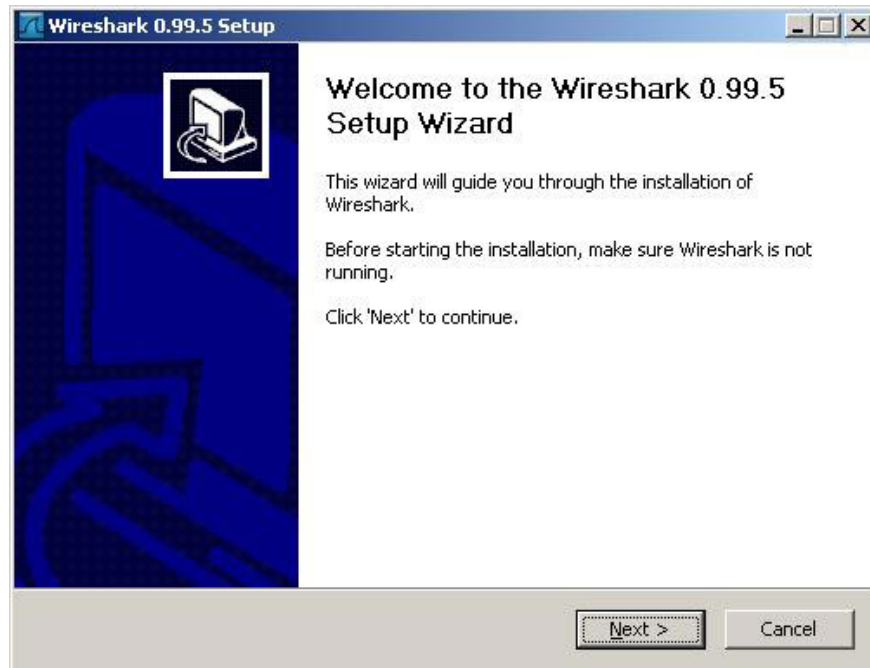 Wireshark 0.99.5 Setup
Welcome to the Wireshark 0.99.5
Setup Wizard
This wizard will guide you through the installation of
Wireshark.
Before starting the installation, make sure Wireshark is not
running.
Click 'Next' to continue.
Next >
Cancel